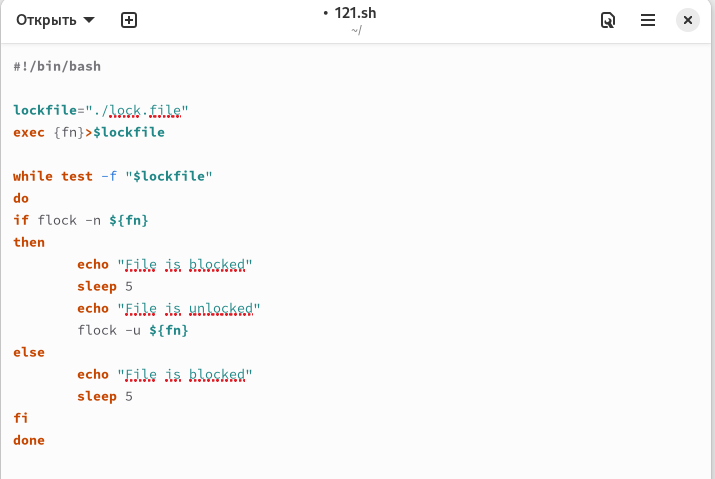 Открыть
• 121.sh
~/
#!/bin/bash
lockfile="./lock.file"
exec {fn}>$lockfile
while test -f "$lockfile"
do
if flock -n ${fn}
then
echo "File is blocked"
sleep 5
echo "File is unlocked"
flock -u ${fn}
else
echo "File is blocked"
sleep 5
fi
done